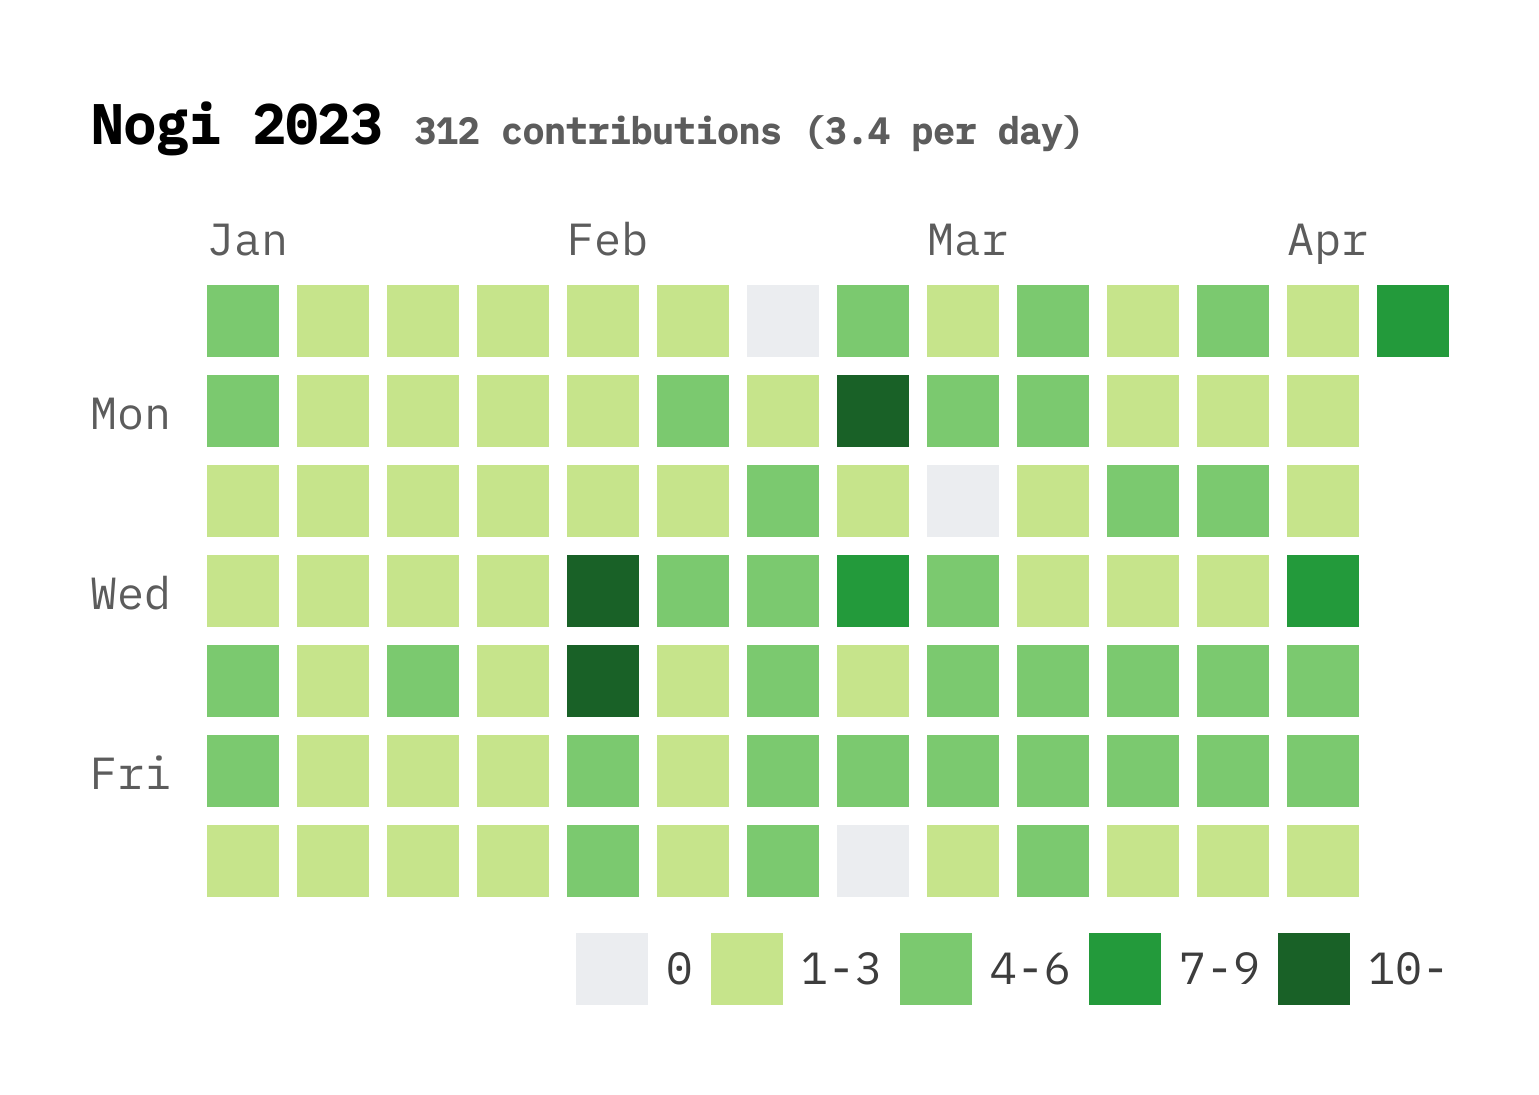 Nogi 2023 312 contributions (3.4 per day)
Jan Feb Mar Apr
Mon
Wed
Fri
0 1-3 4-6 7-9 10-